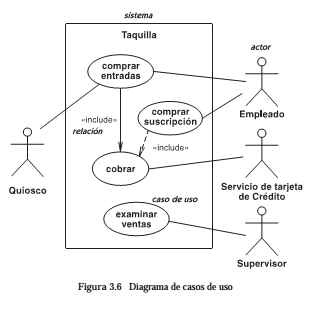 sistema
Taquilla
actor
comprar
entradas
«include»
relación
comprar
suscripción
Empleado
«include»
cobrar
Quiosco
Servicio de tarjeta
de Crédito
caso de uso
examinar
ventas
Supervisor
Figura 3.6 Diagrama de casos de uso